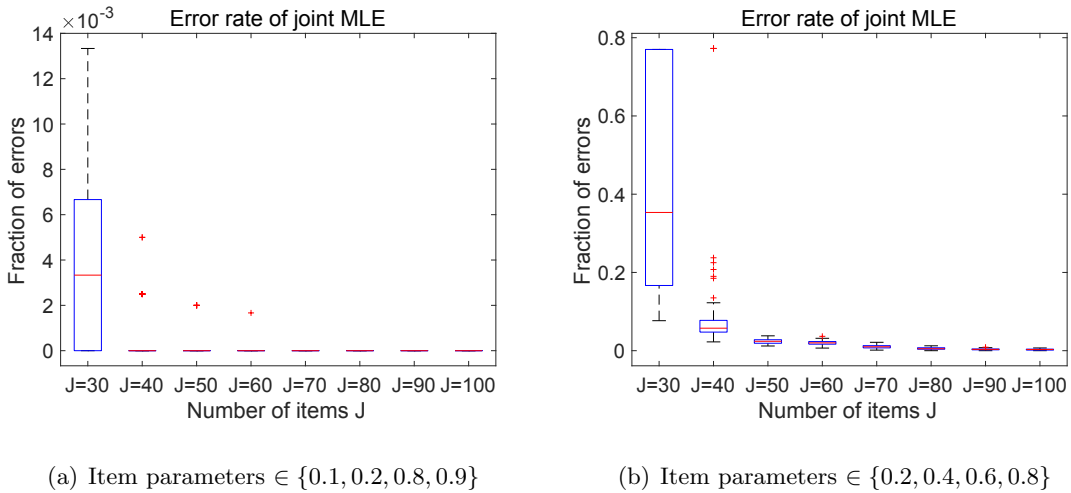 Error rate of joint MLE
×10⁻³
14
12
10
8
6
4
2
0
Fraction of errors
J=30 J=40 J=50 J=60 J=70 J=80 J=90 J=100
Number of items J
(a) Item parameters ∈ {0.1, 0.2, 0.8, 0.9}
Error rate of joint MLE
0.8
0.6
0.4
0.2
0
Fraction of errors
J=30 J=40 J=50 J=60 J=70 J=80 J=90 J=100
Number of items J
(b) Item parameters ∈ {0.2, 0.4, 0.6, 0.8}